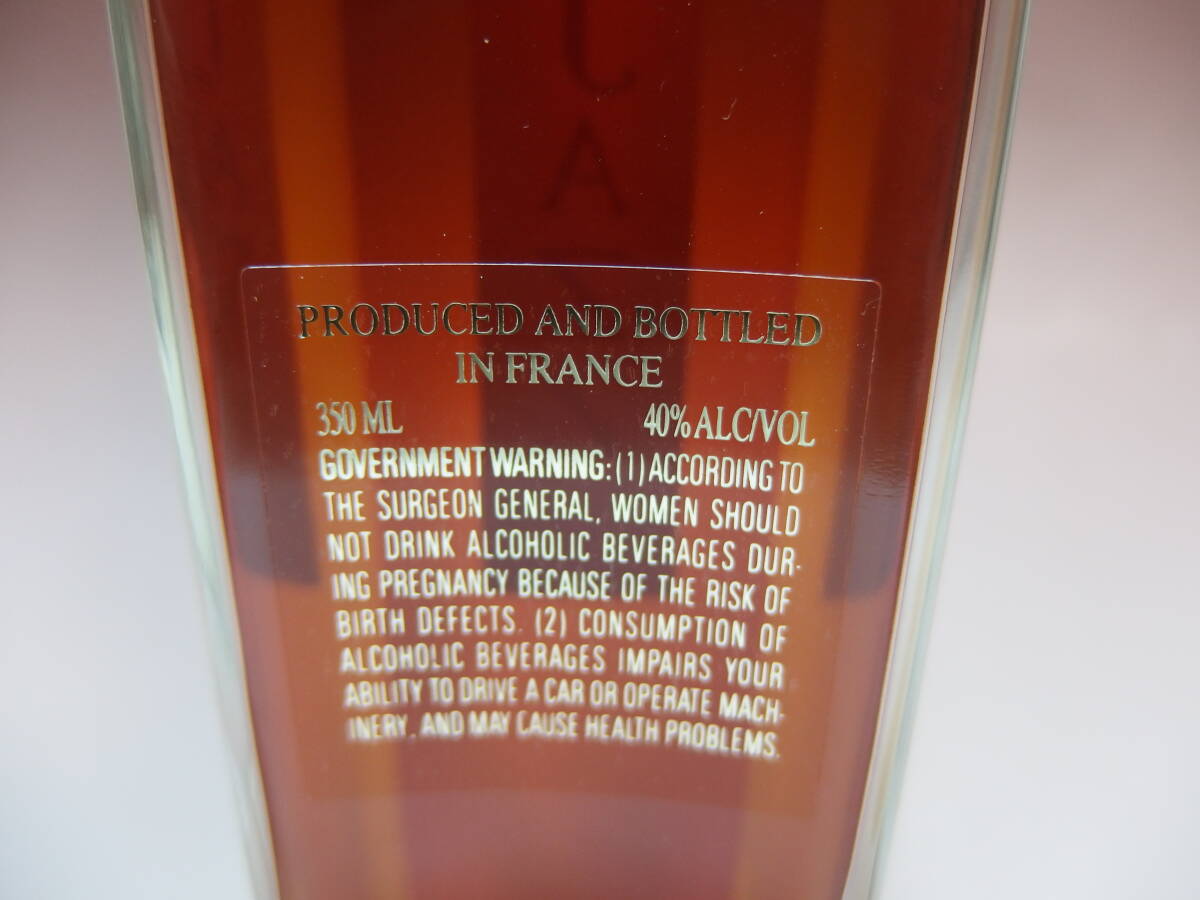 J
A
PRODUCED AND BOTTLED
IN FRANCE
350 ML 40% ALC/VOL
GOVERNMENT WARNING: (1) ACCORDING TO
THE SURGEON GENERAL, WOMEN SHOULD
NOT DRINK ALCOHOLIC BEVERAGES DUR-
ING PREGNANCY BECAUSE OF THE RISK OF
BIRTH DEFECTS. (2) CONSUMPTION OF
ALCOHOLIC BEVERAGES IMPAIRS YOUR
ABILITY TO DRIVE A CAR OR OPERATE MACH-
INERY, AND MAY CAUSE HEALTH PROBLEMS.